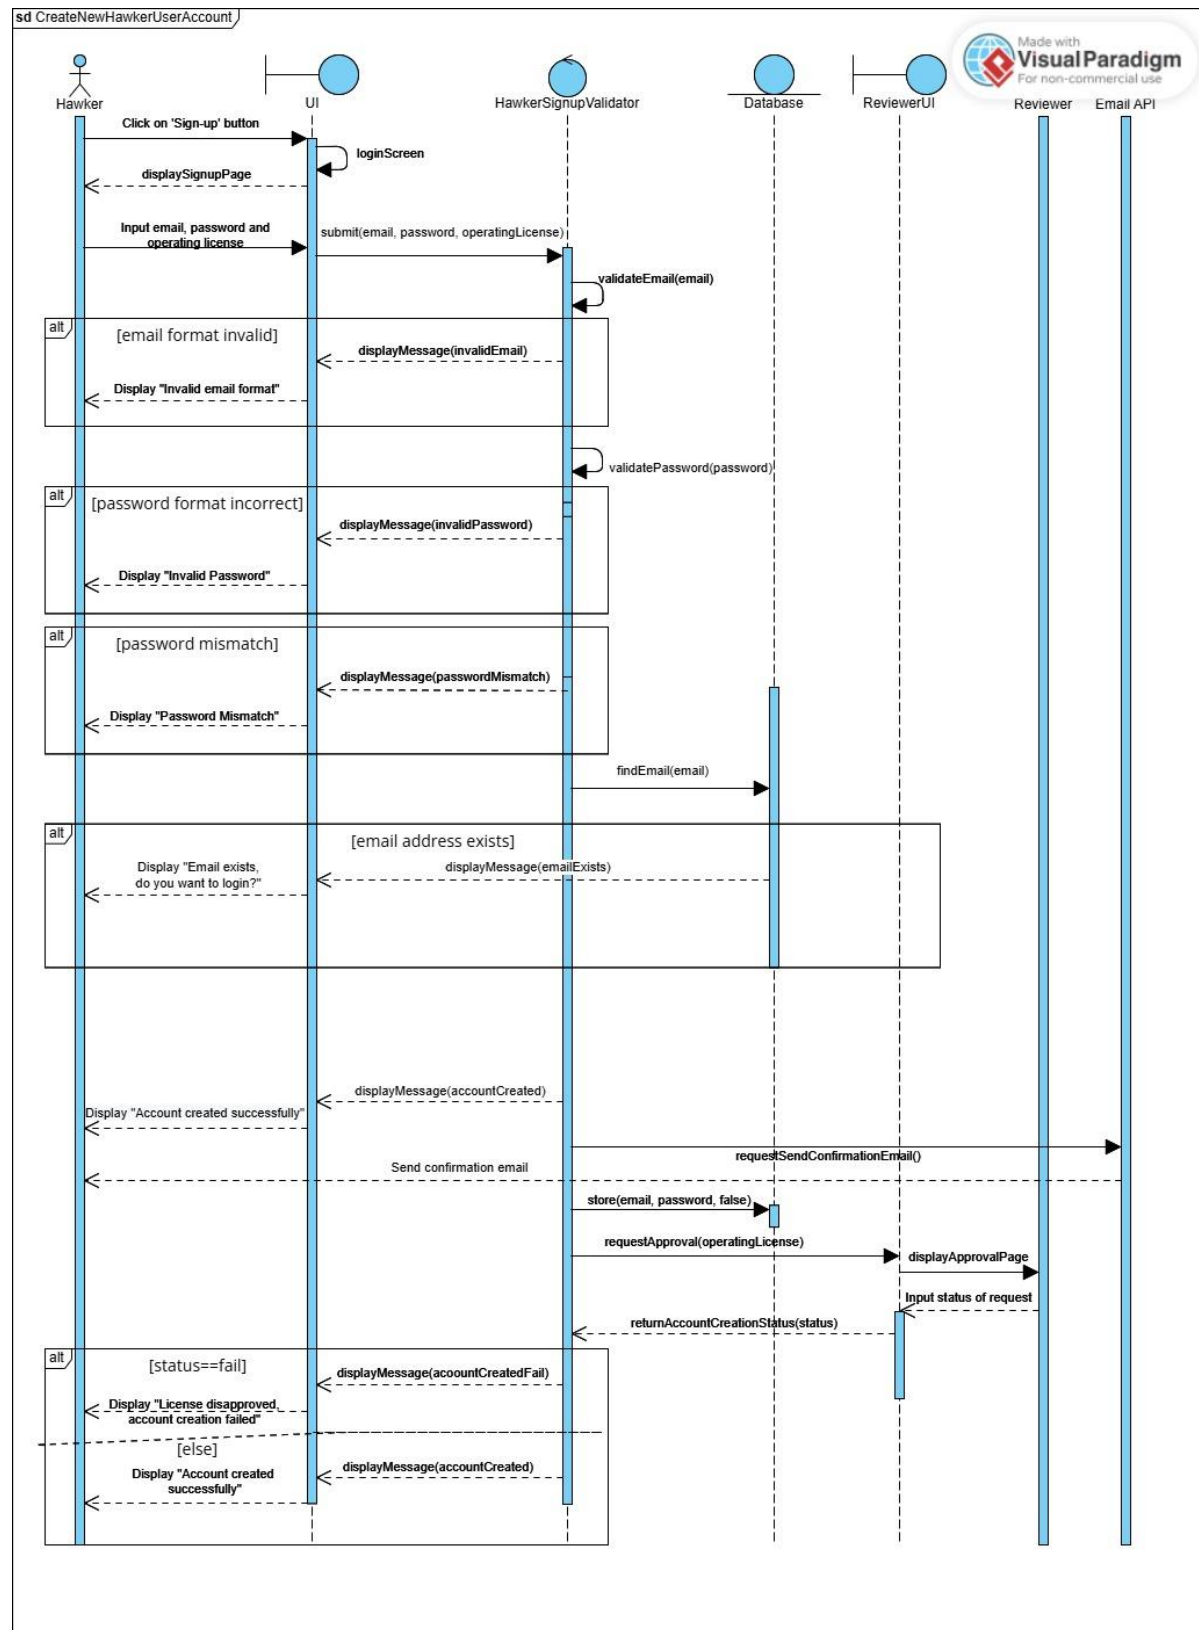 sd CreateNewHawkerUserAccount
Made with
Visual Paradigm
For non-commercial use
Hawker
UI
HawkerSignupValidator
Database
ReviewerUI
Reviewer
Email API
Click on 'Sign-up' button
loginScreen
displaySignupPage
Input email, password and
operating license
submit(email, password, operatingLicense)
validateEmail(email)
alt
[email format invalid]
displayMessage(invalidEmail)
Display "Invalid email format"
validatePassword(password)
alt
[password format incorrect]
displayMessage(invalidPassword)
Display "Invalid Password"
alt
[password mismatch]
displayMessage(passwordMismatch)
Display "Password Mismatch"
findEmail(email)
alt
[email address exists]
Display "Email exists,
do you want to login?"
displayMessage(emailExists)
displayMessage(accountCreated)
Display "Account created successfully"
requestSendConfirmationEmail()
Send confirmation email
store(email, password, false)
requestApproval(operatingLicense)
displayApprovalPage
Input status of request
returnAccountCreationStatus(status)
alt
[status==fail]
displayMessage(acoountCreatedFail)
Display "License disapproved,
account creation failed"
[else]
displayMessage(accountCreated)
Display "Account created
successfully"